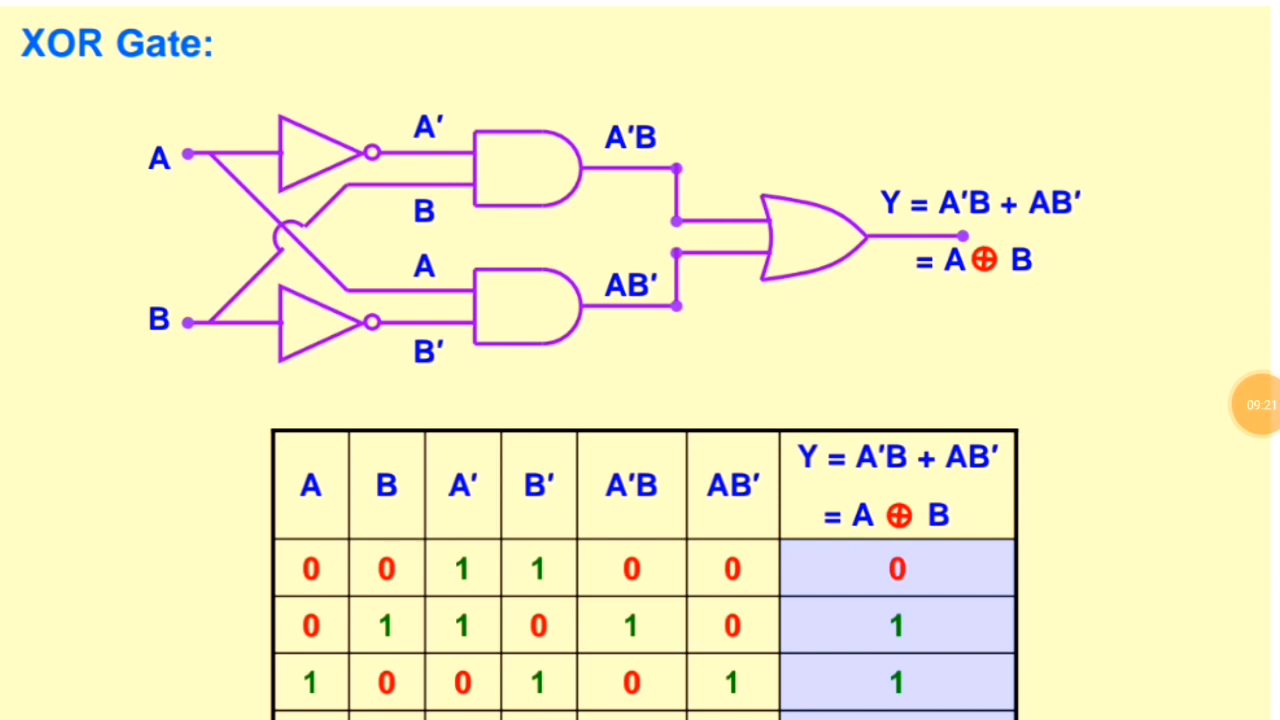 XOR Gate:
A′
A′B
A
B
Y = A′B + AB′
= A ⊕ B
A
AB′
B
B′
09:21
A B A′ B′ A′B AB′ Y = A′B + AB′
= A ⊕ B
0 0 1 1 0 0 0
0 1 1 0 1 0 1
1 0 0 1 0 1 1